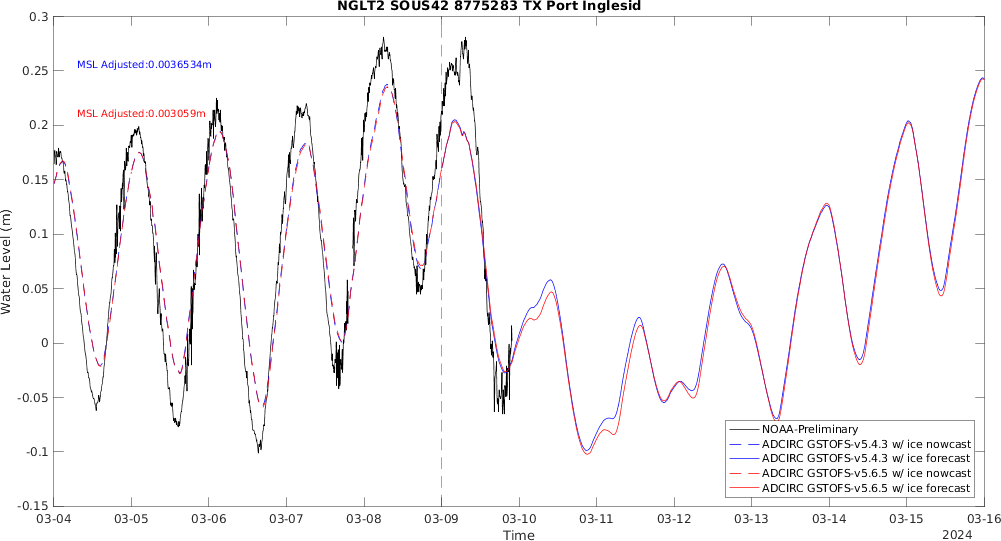 NGLT2 SOUS42 8775283 TX Port Inglesid
0.3
0.25
0.2
0.15
0.1
0.05
0
-0.05
-0.1
-0.15
Water Level (m)
MSL Adjusted:0.0036534m
MSL Adjusted:0.003059m
NOAA-Preliminary
ADCIRC GSTOFS-v5.4.3 w/ ice nowcast
ADCIRC GSTOFS-v5.4.3 w/ ice forecast
ADCIRC GSTOFS-v5.6.5 w/ ice nowcast
ADCIRC GSTOFS-v5.6.5 w/ ice forecast
03-04 03-05 03-06 03-07 03-08 03-09 03-10 03-11 03-12 03-13 03-14 03-15 03-16
Time
2024